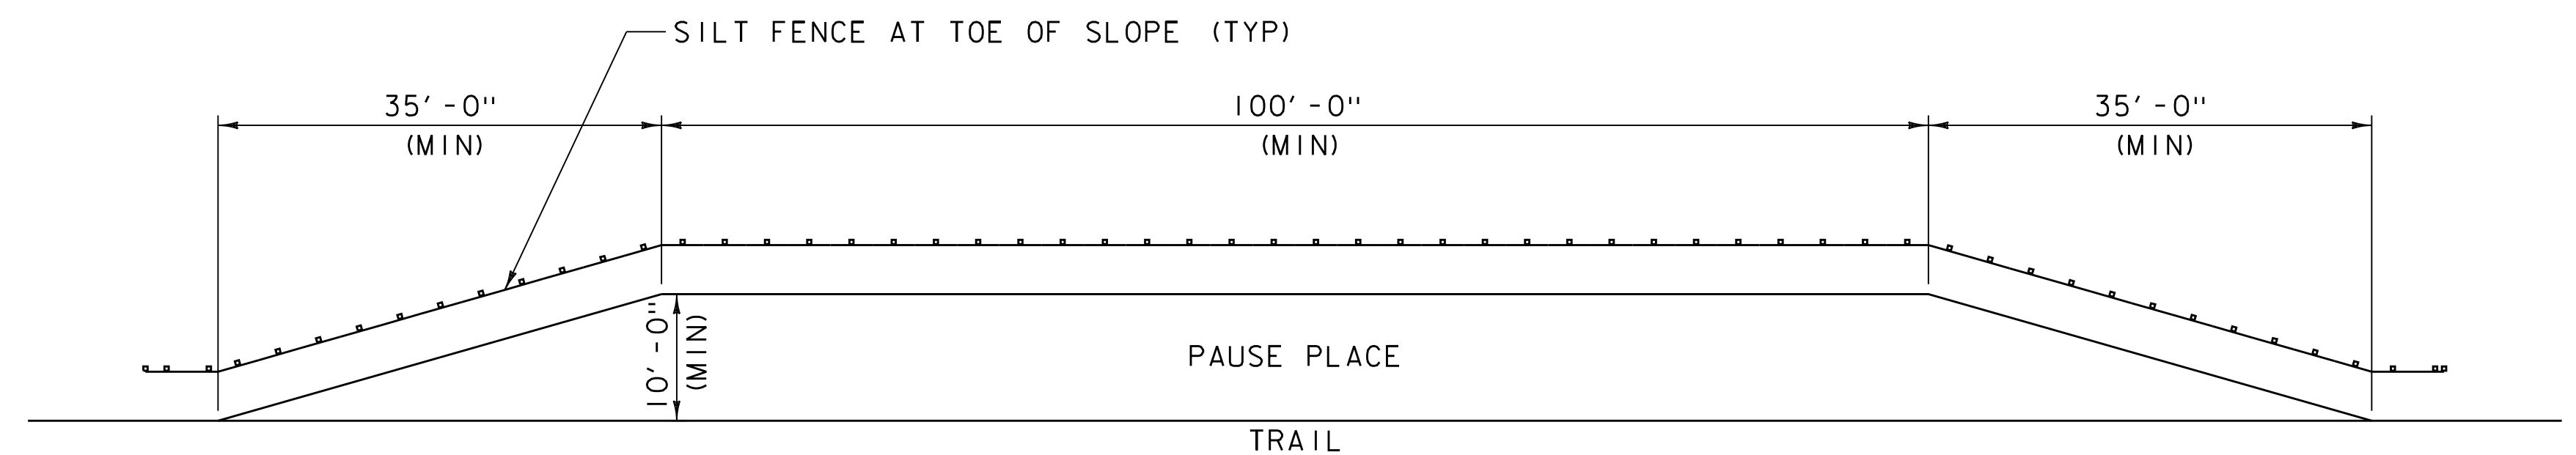 SILT FENCE AT TOE OF SLOPE (TYP)
35'-0"
(MIN)
100'-0"
(MIN)
35'-0"
(MIN)
10'-0"
(MIN)
PAUSE PLACE
TRAIL